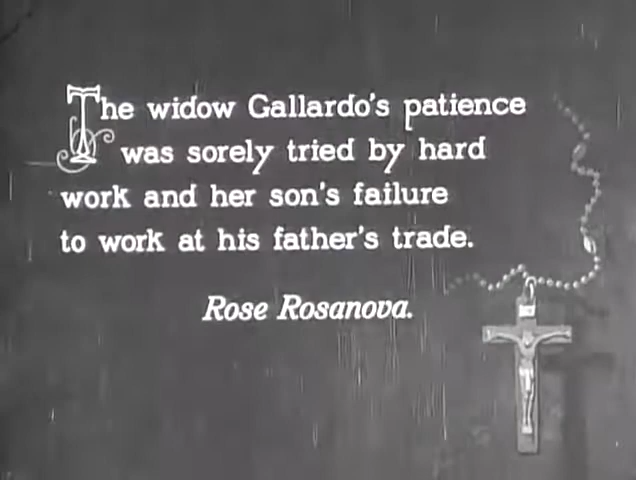 The widow Gallardo's patience
was sorely tried by hard
work and her son's failure
to work at his father's trade.
Rose Rosanova.